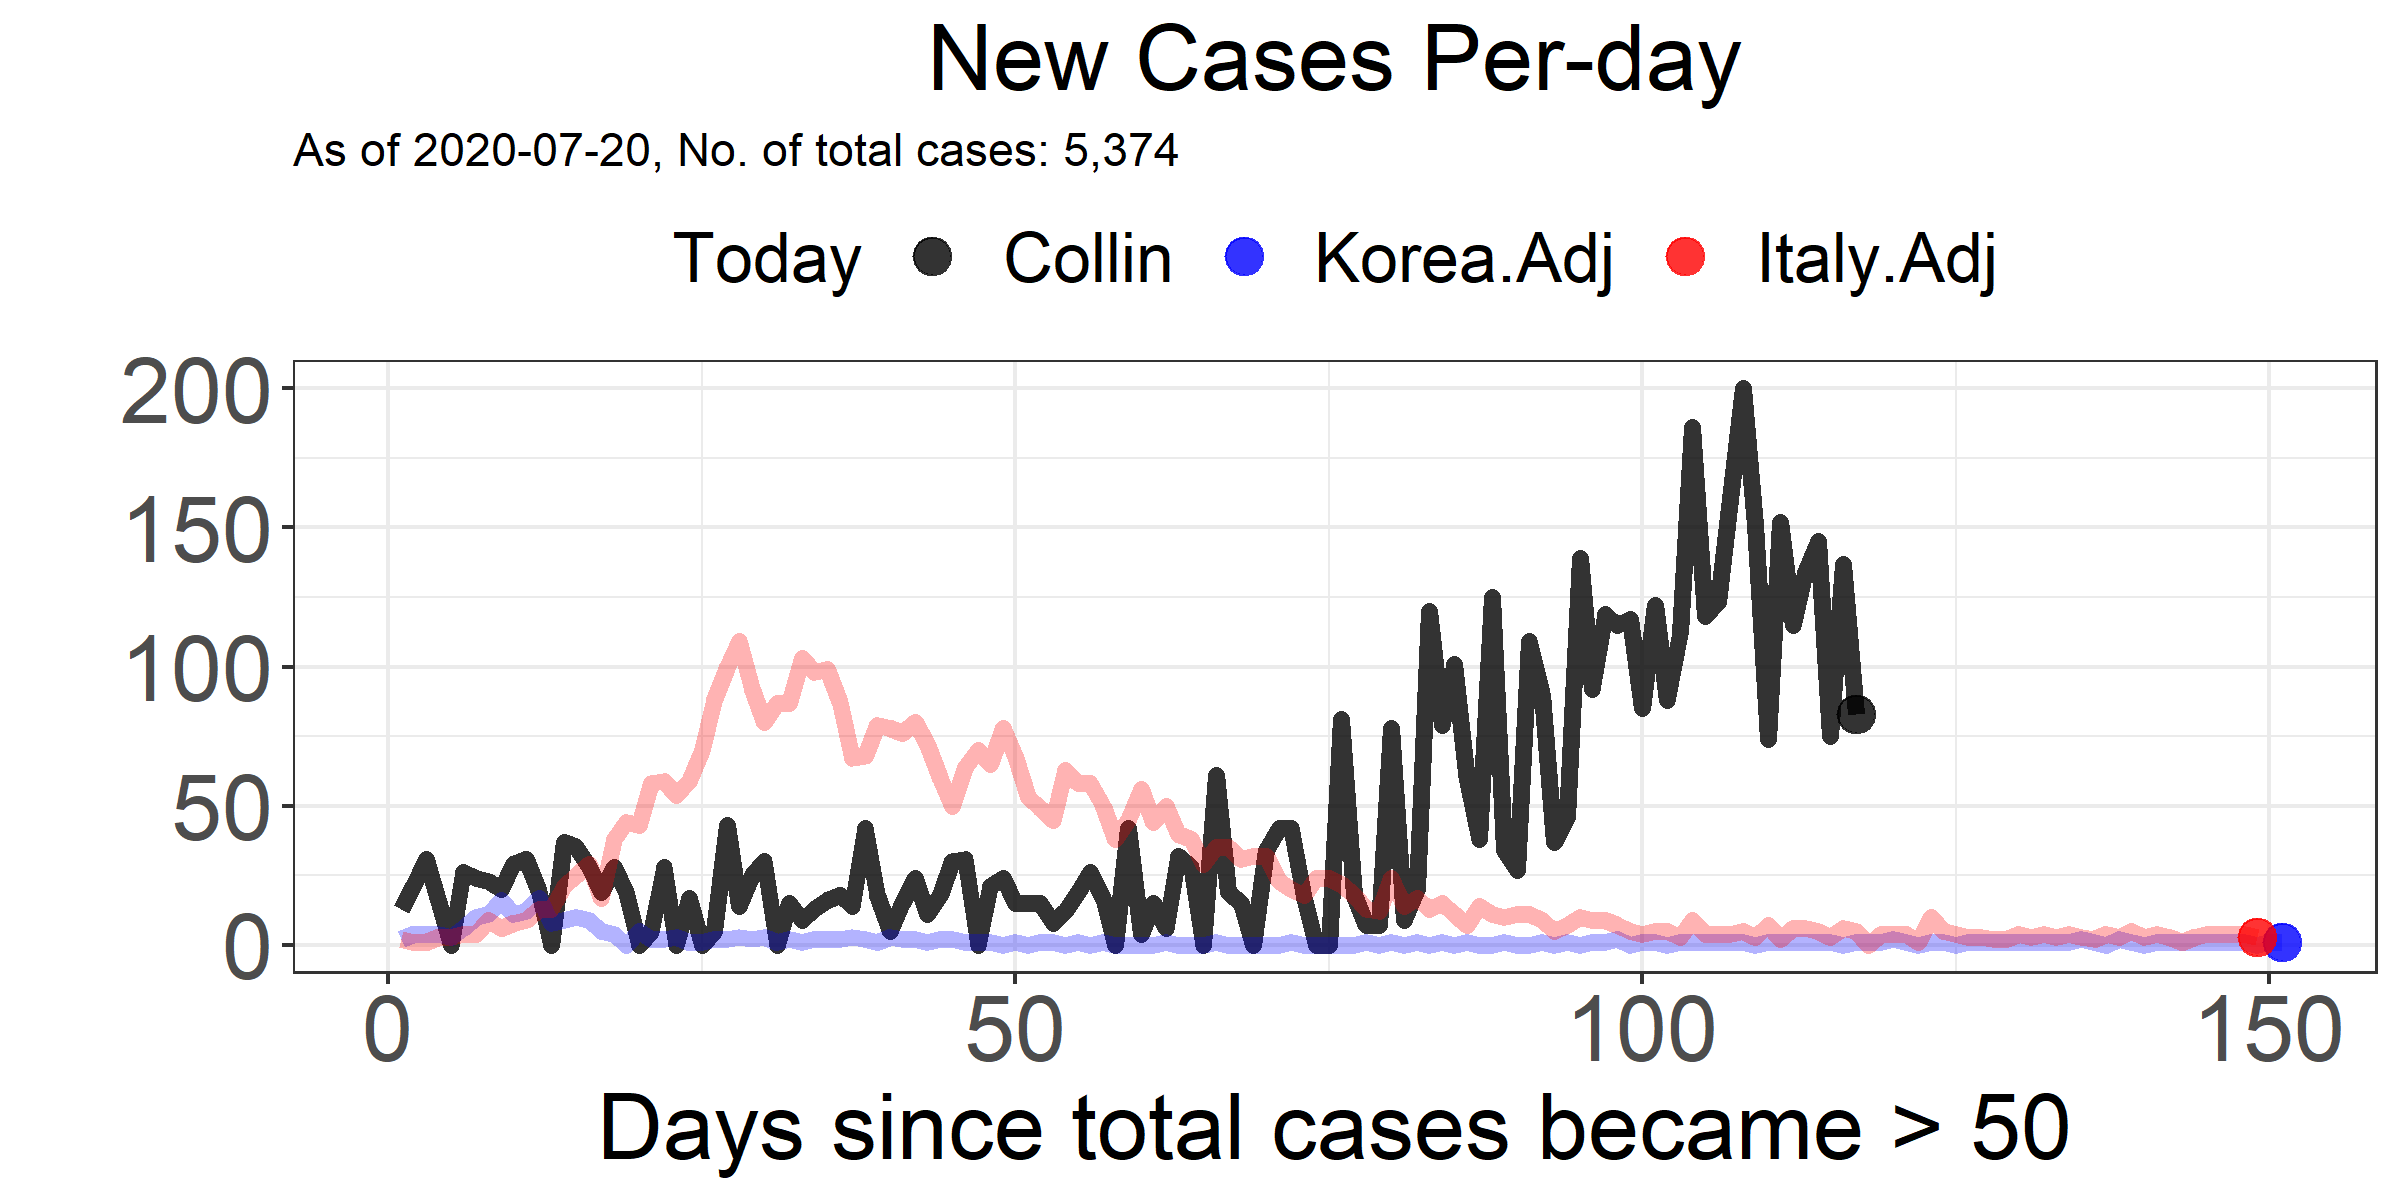 New Cases Per-day
As of 2020-07-20, No. of total cases: 5,374
Today Collin Korea.Adj Italy.Adj
200
150
100
50
0
0 50 100 150
Days since total cases became > 50